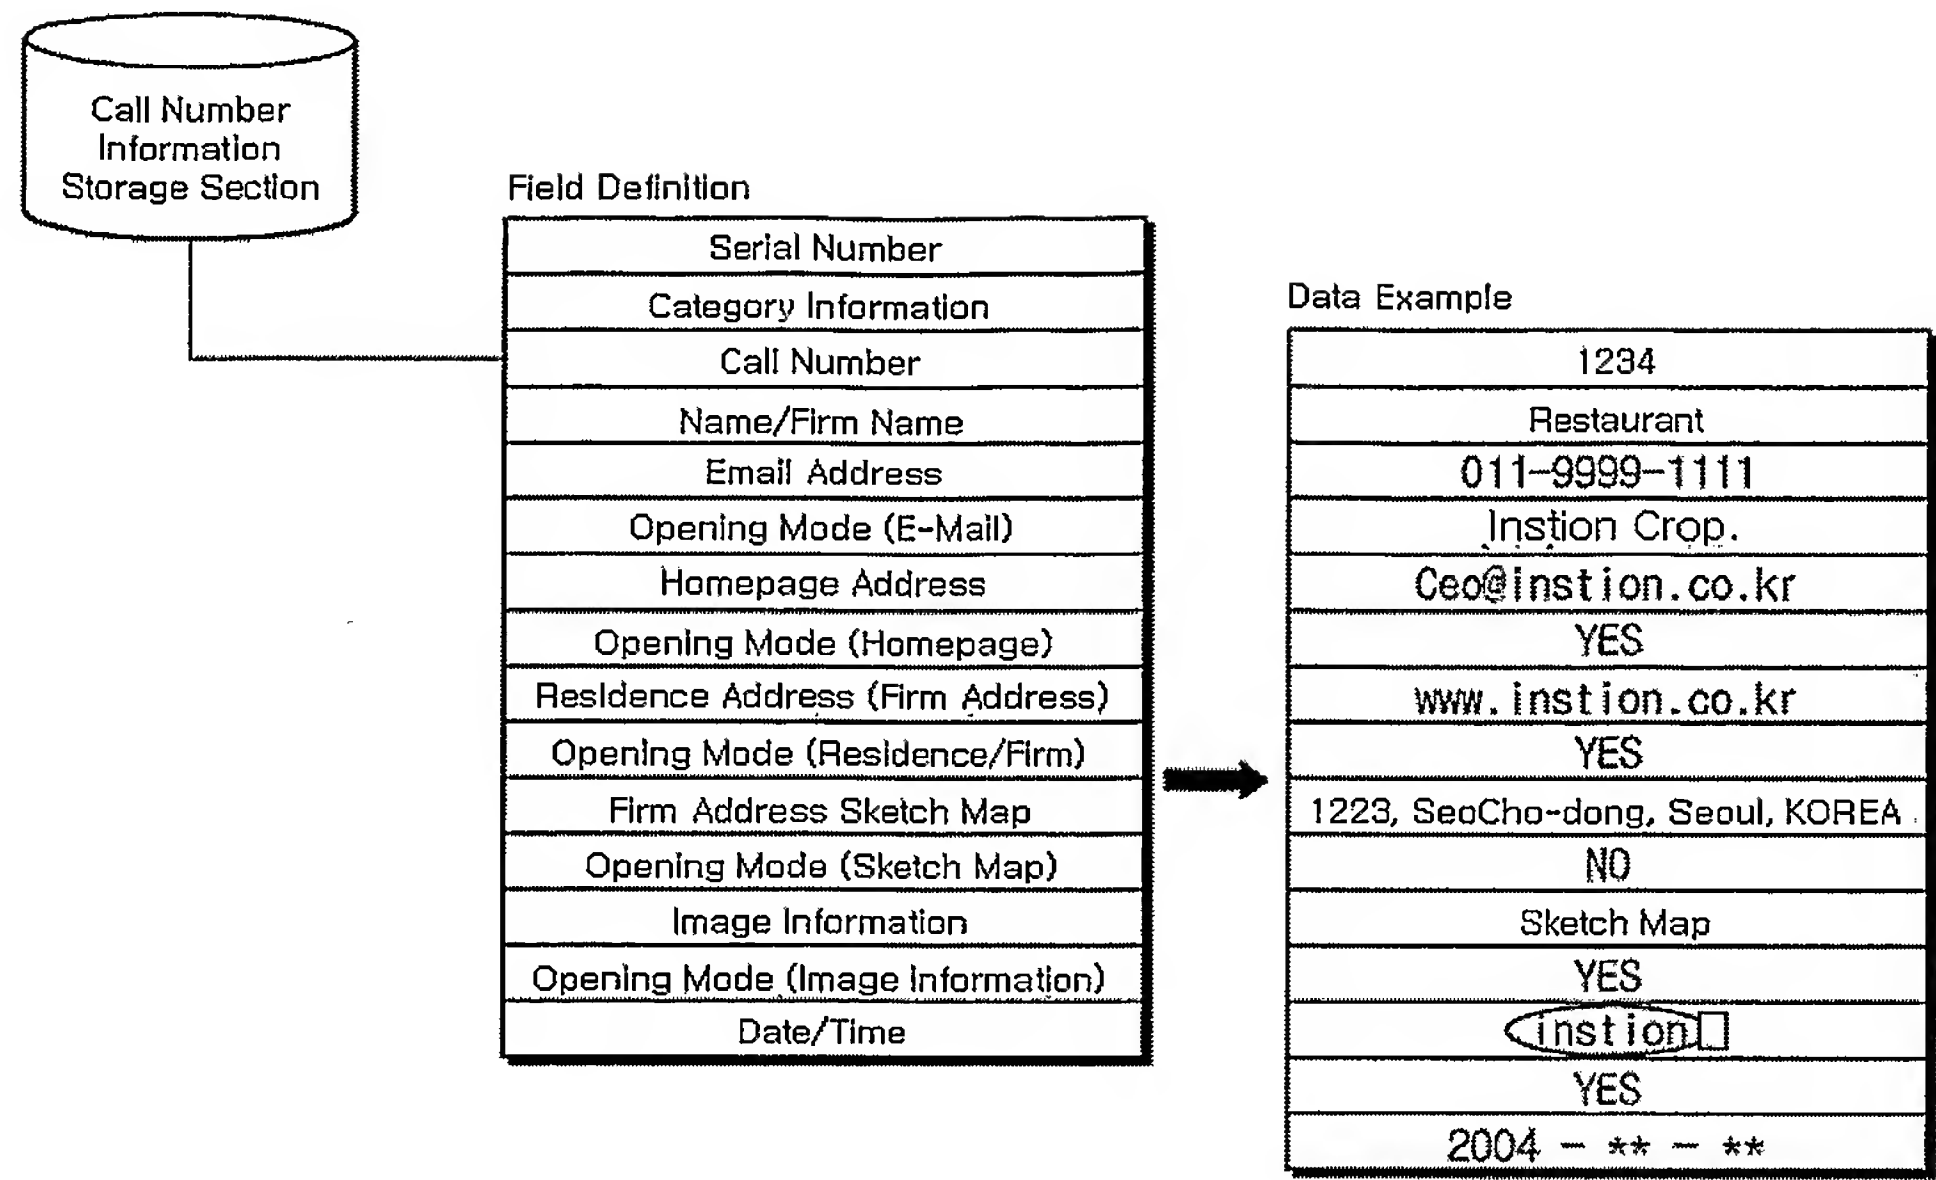 Call Number
Information
Storage Section
Field Definition
Serial Number
Category Information
Call Number
Name/Firm Name
Email Address
Opening Mode (E-Mail)
Homepage Address
Opening Mode (Homepage)
Residence Address (Firm Address)
Opening Mode (Residence/Firm)
Firm Address Sketch Map
Opening Mode (Sketch Map)
Image Information
Opening Mode (Image Information)
Date/Time
Data Example
1234
Restaurant
011-9999-1111
Instion Crop.
Ceo@instion.co.kr
YES
www.instion.co.kr
YES
1223, SeoCho-dong, Seoul, KOREA
NO
Sketch Map
YES
instion
YES
2004 - ** - **